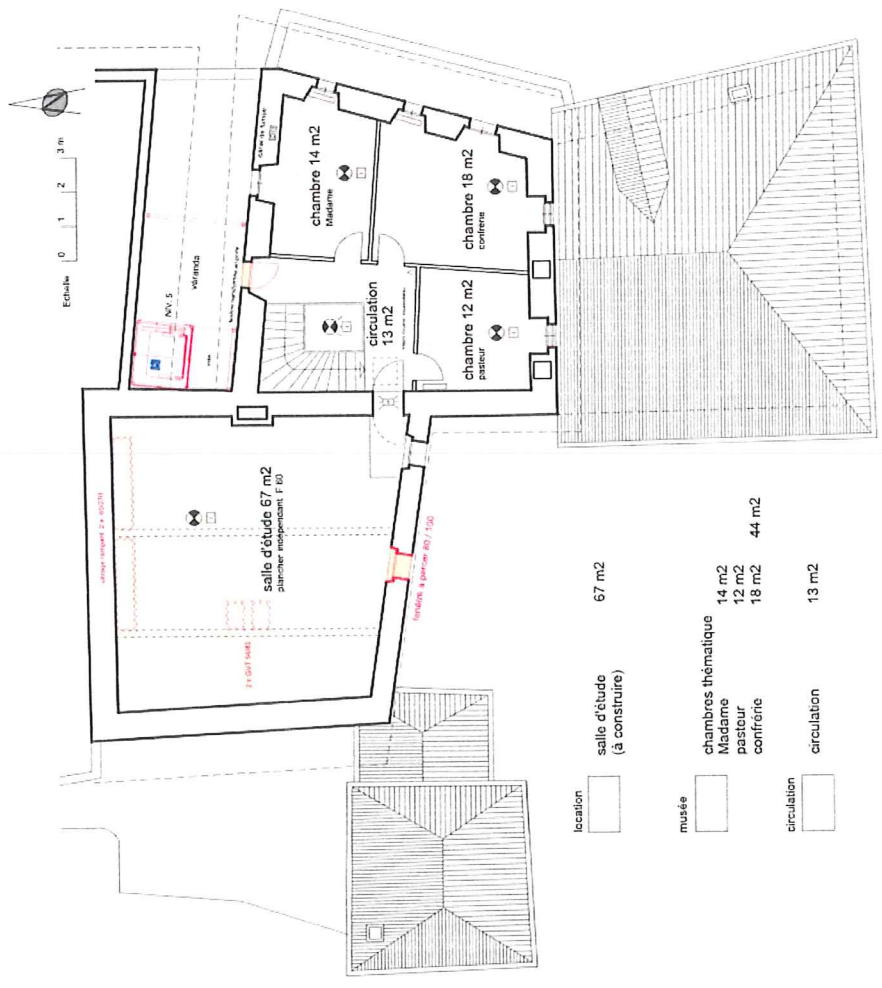 Echelle
0 1 2 3 m
NIV. 5
véranda
chambre 14 m2
Madame
chambre 18 m2
confrérie
circulation
13 m2
chambre 12 m2
pasteur
salle d'étude 67 m2
plancher indépendant F 60
fenêtre à percer 80 / 100
location
salle d'étude
(à construire)
67 m2
musée
chambres thématique
Madame 14 m2
pasteur 12 m2
confrérie 18 m2 44 m2
circulation
circulation 13 m2